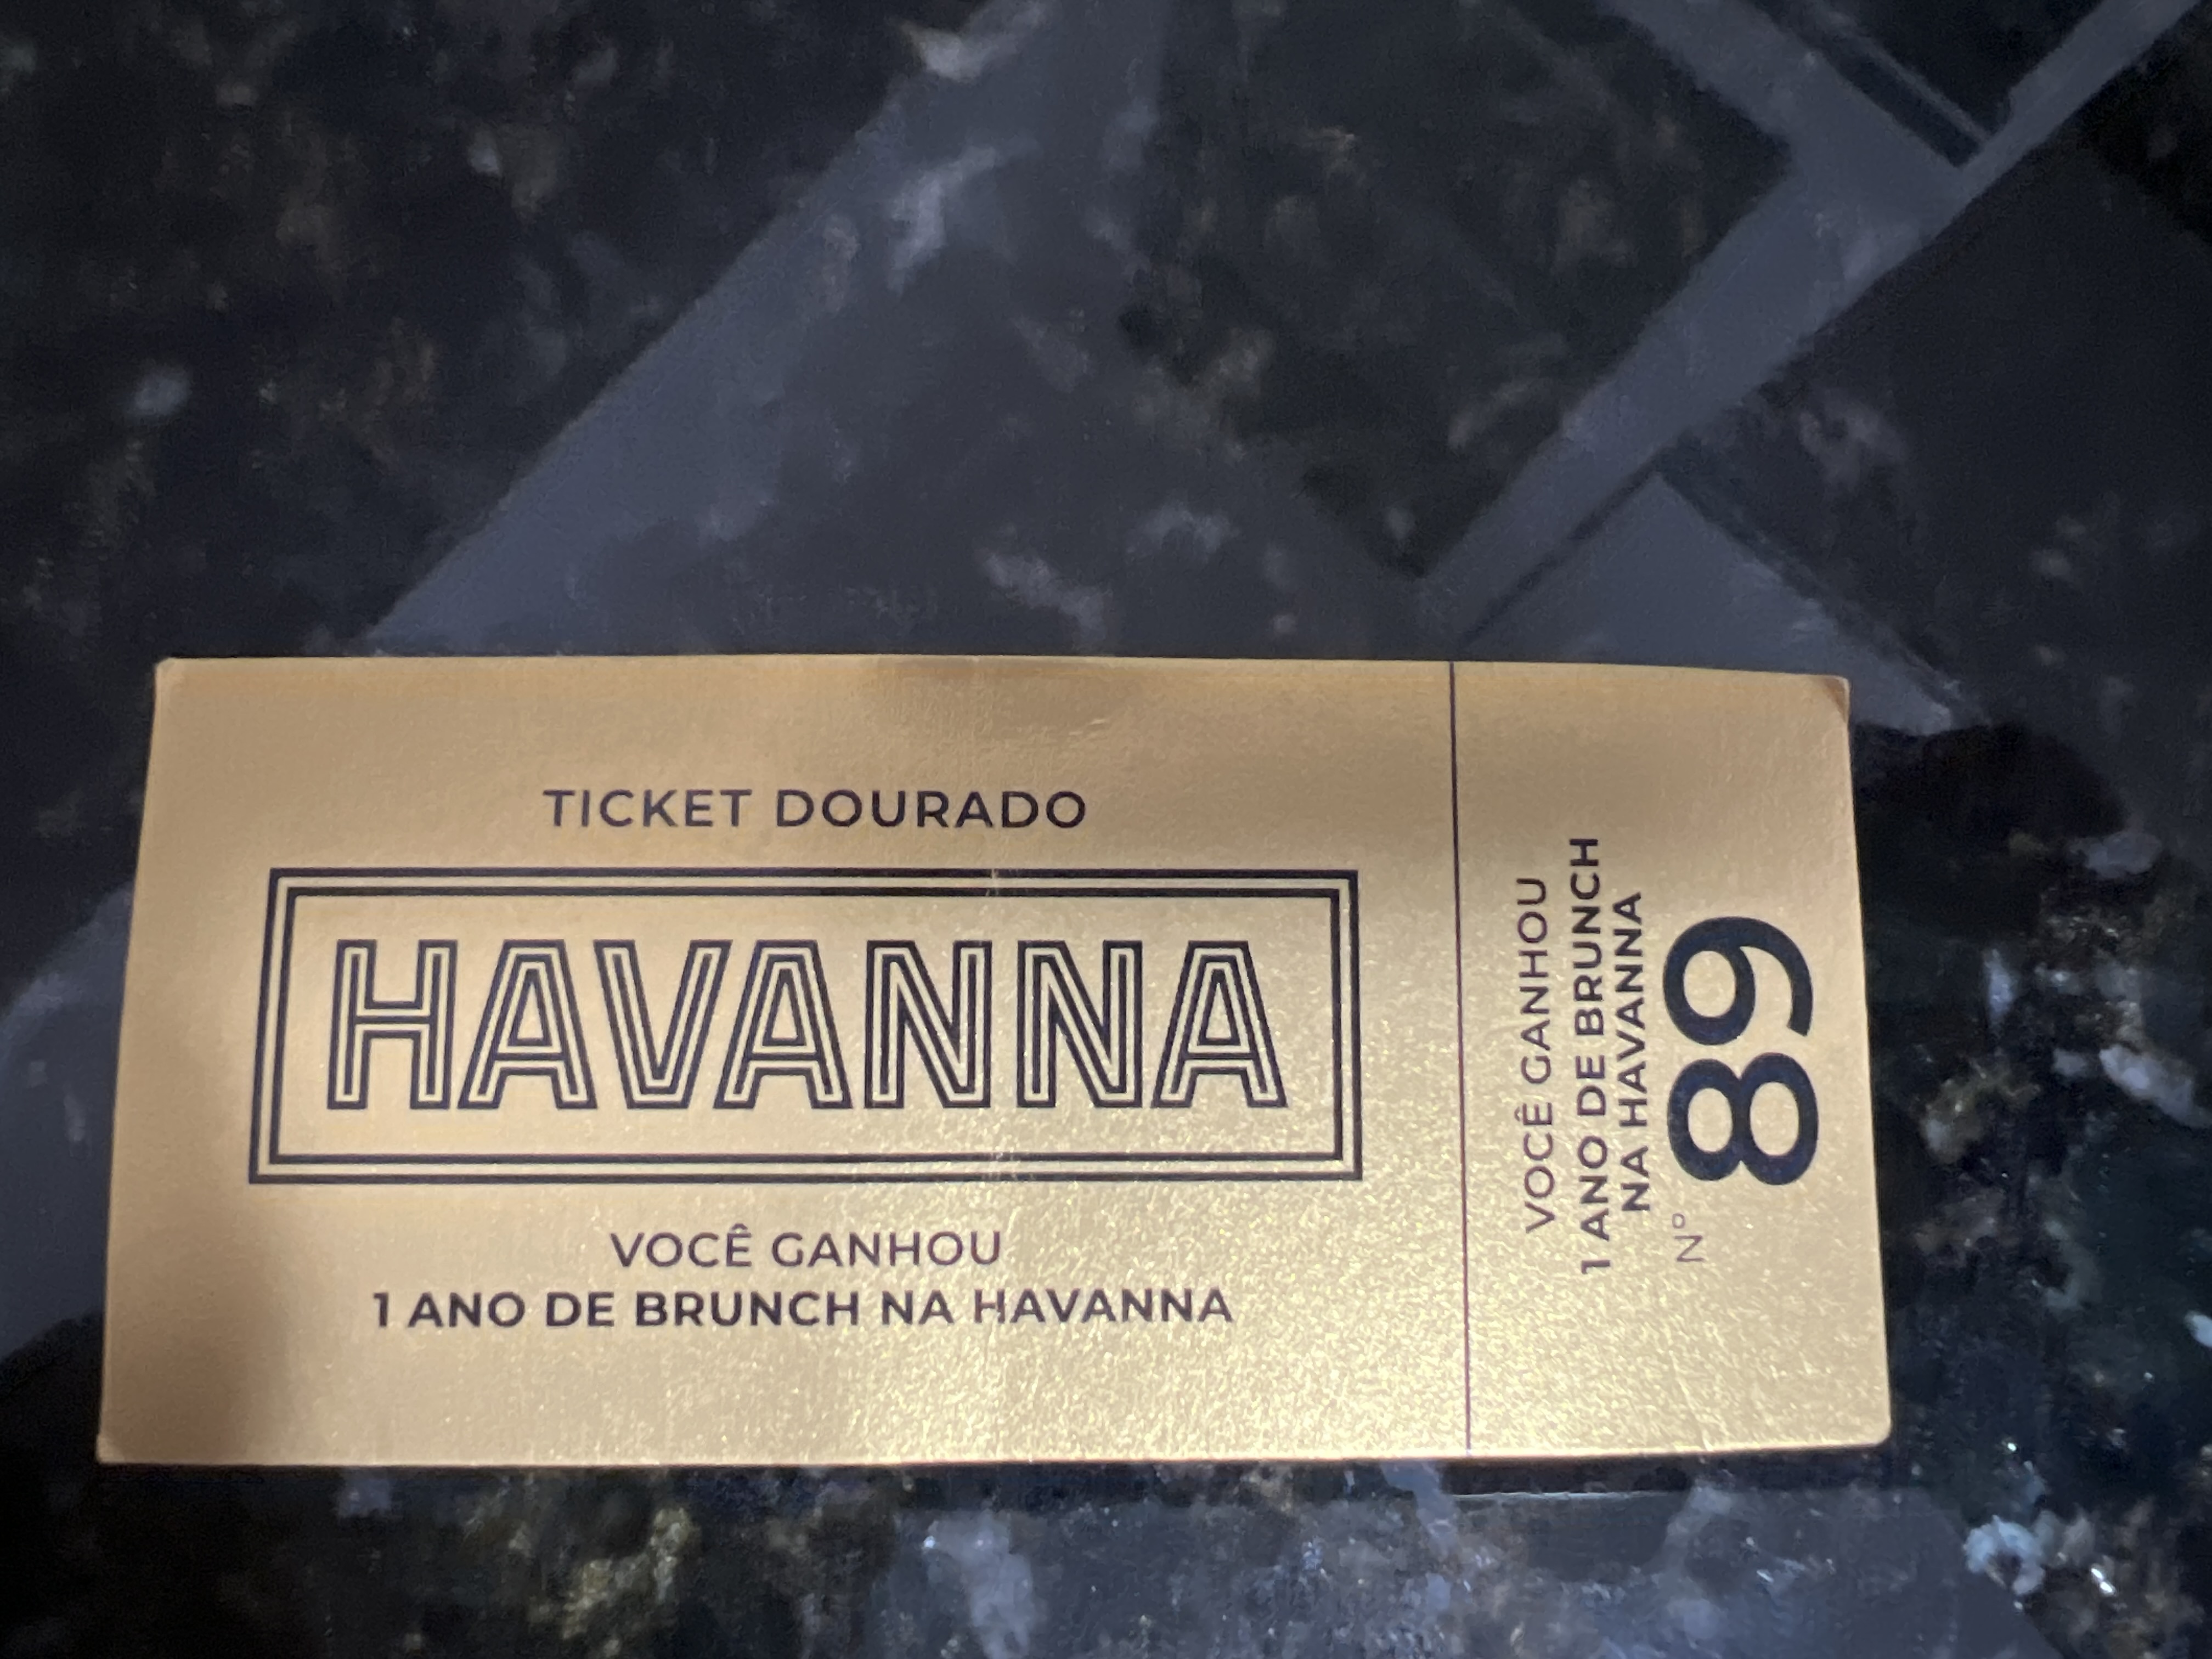 TICKET DOURADO
HAVANNA
VOCÊ GANHOU
1 ANO DE BRUNCH NA HAVANNA
VOCÊ GANHOU
1 ANO DE BRUNCH
NA HAVANNA
Nº 89